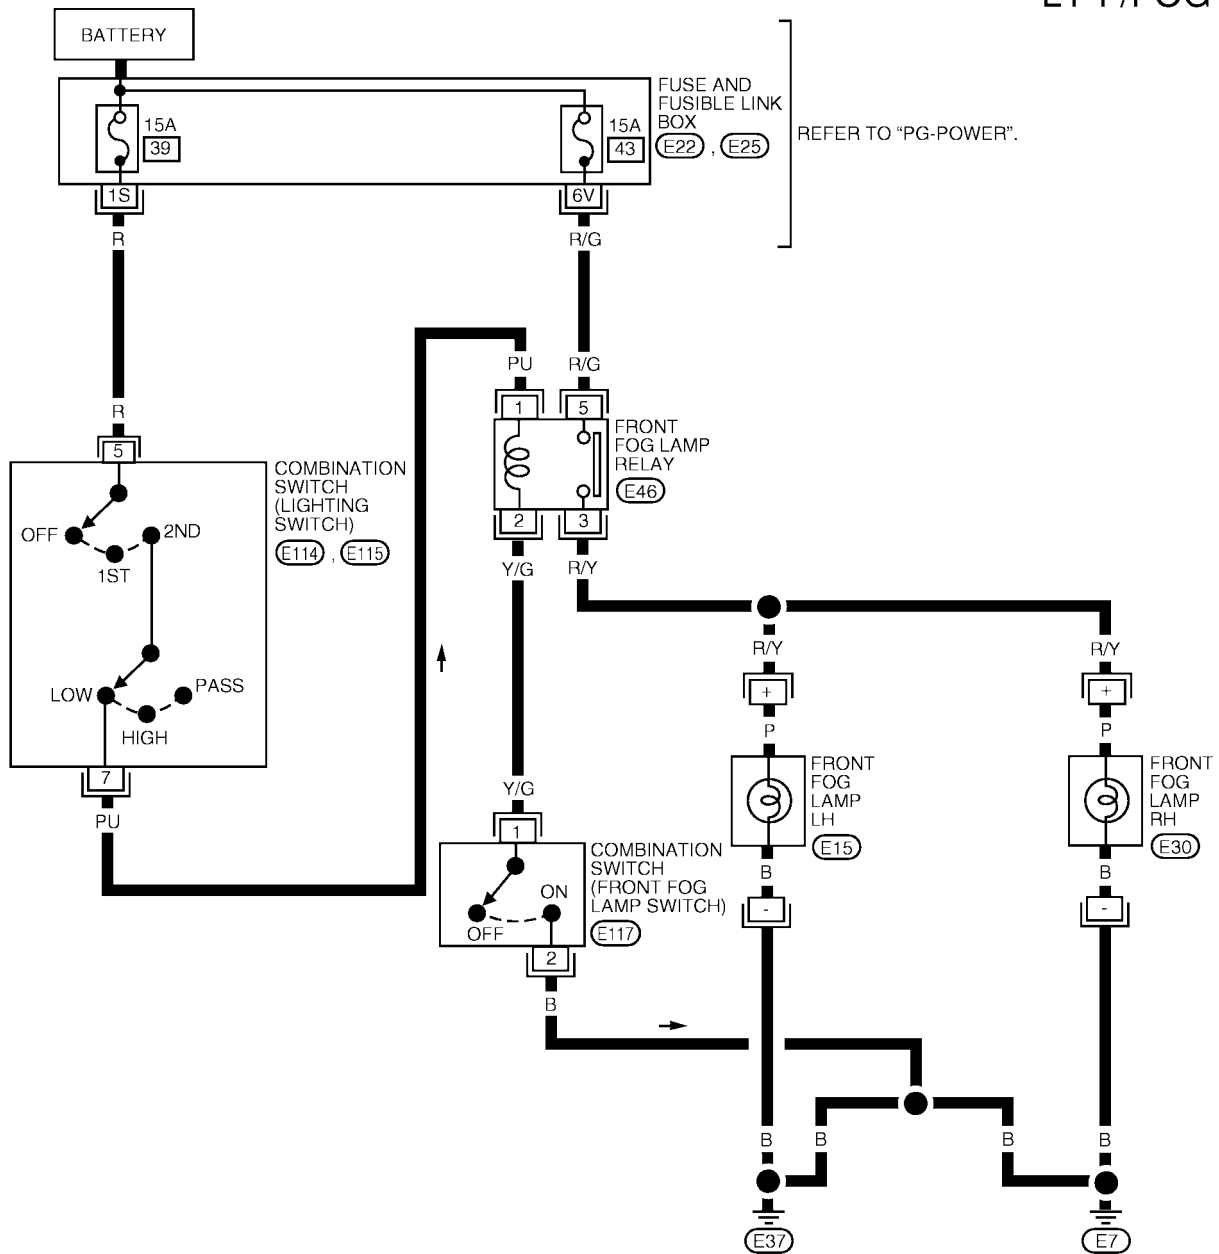 BATTERY
FUSE AND
FUSIBLE LINK
BOX
E22 , E25
15A
39
15A
43
REFER TO “PG-POWER”.
1S
6V
R
R/G
PU
R/G
R
1
5
FRONT
FOG LAMP
RELAY
E46
5
COMBINATION
SWITCH
(LIGHTING
SWITCH)
E114 , E115
OFF
2ND
1ST
2
3
Y/G
R/Y
R/Y
R/Y
LOW
PASS
HIGH
+
+
P
P
7
PU
Y/G
1
FRONT
FOG
LAMP
LH
E15
FRONT
FOG
LAMP
RH
E30
COMBINATION
SWITCH
(FRONT FOG
LAMP SWITCH)
E117
ON
OFF
B
B
-
-
2
B
B
B
B
B
E37
E7